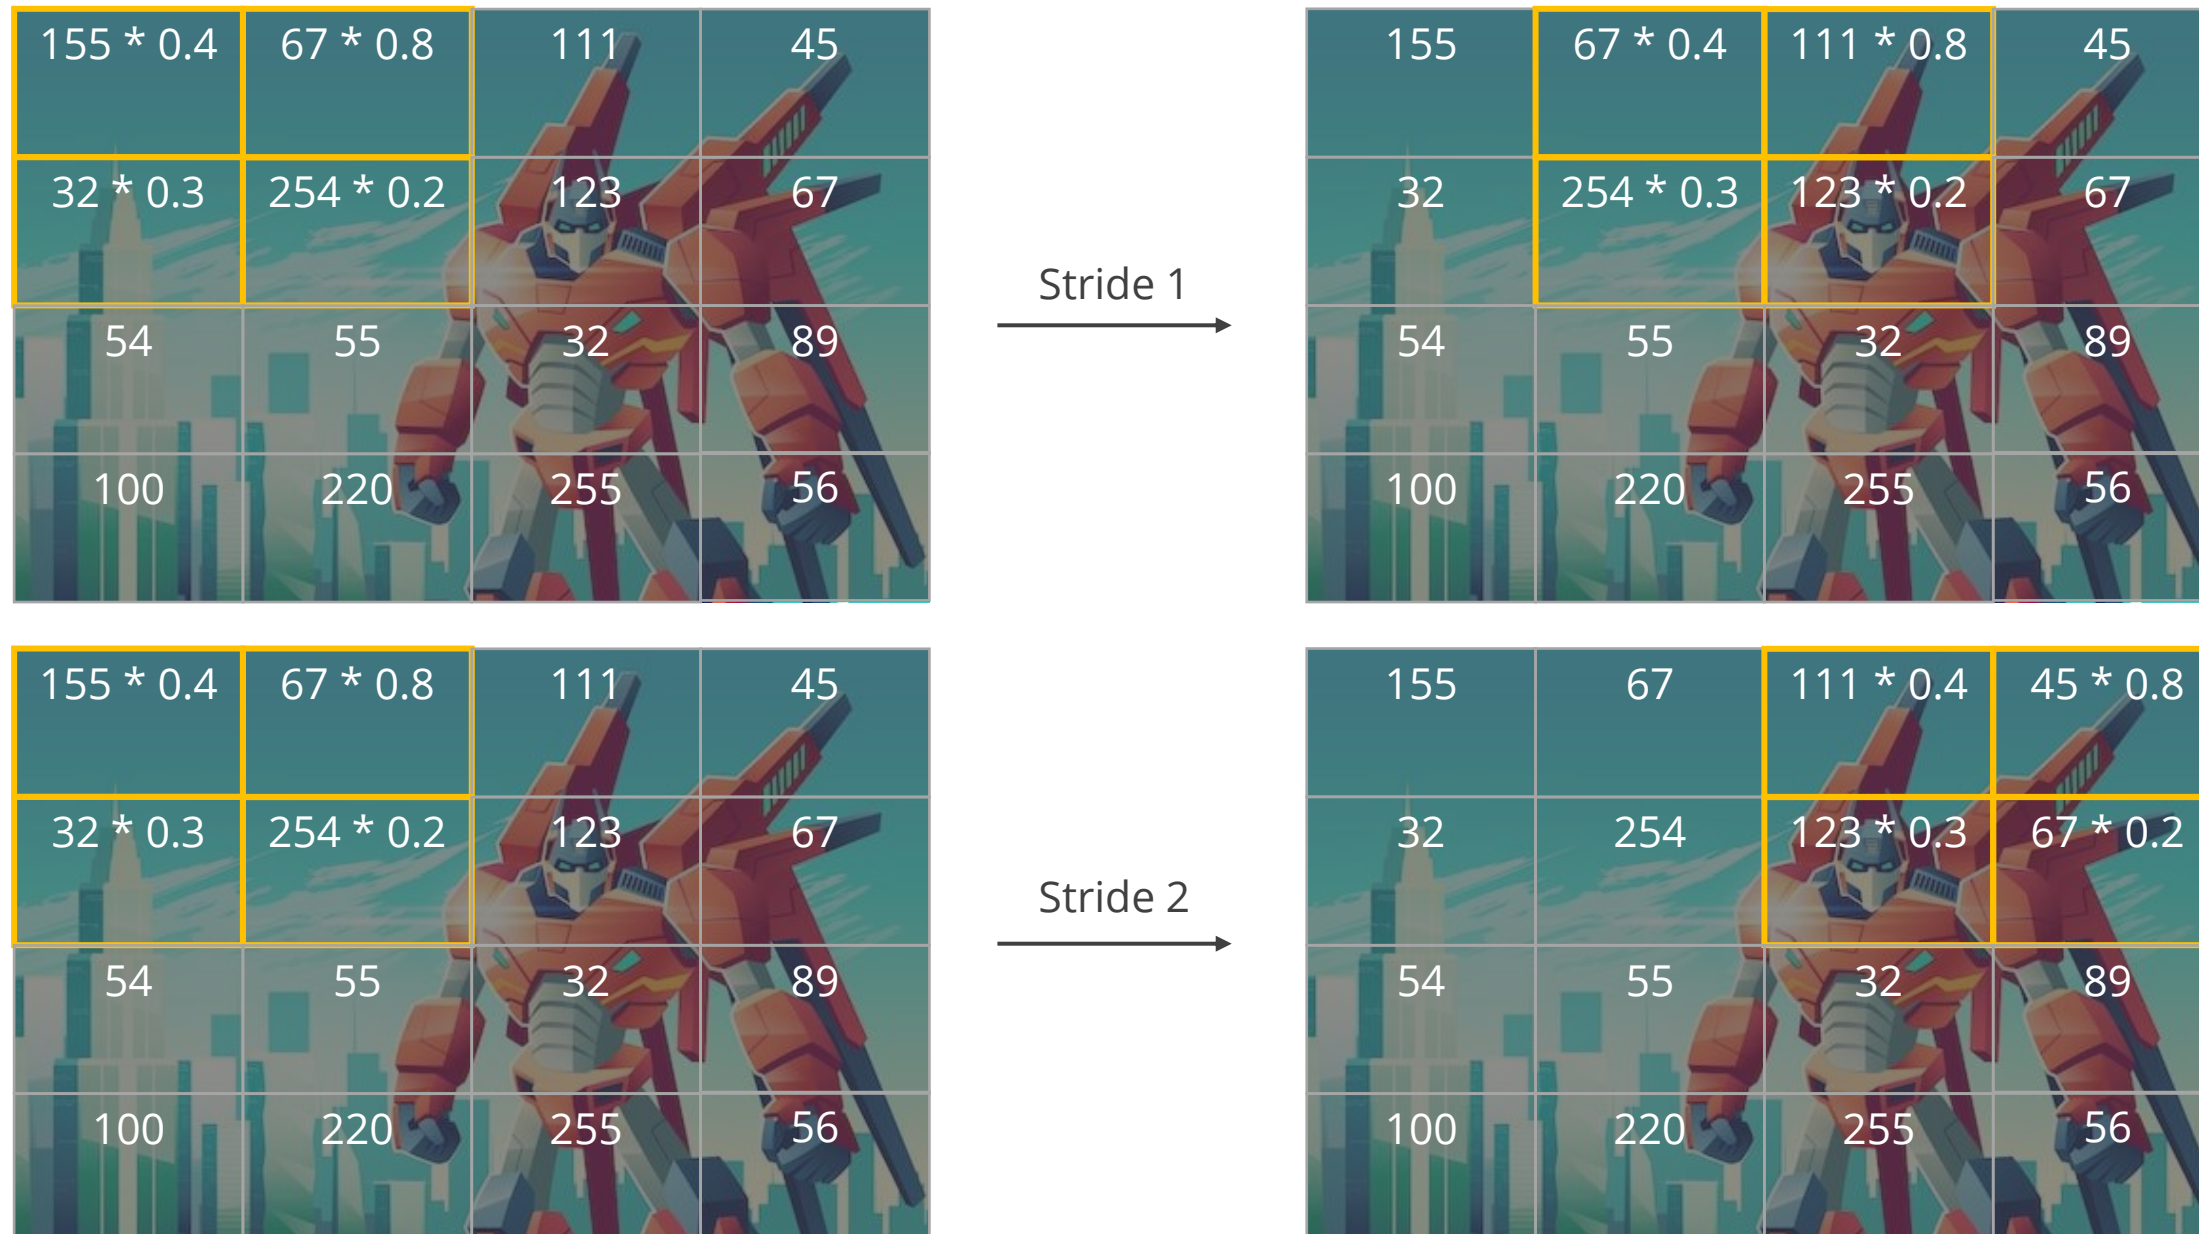 155 * 0.4 67 * 0.8 111 45
32 * 0.3 254 * 0.2 123 67
54 55 32 89
100 220 255 56
Stride 1
155 67 * 0.4 111 * 0.8 45
32 254 * 0.3 123 * 0.2 67
54 55 32 89
100 220 255 56
155 * 0.4 67 * 0.8 111 45
32 * 0.3 254 * 0.2 123 67
54 55 32 89
100 220 255 56
Stride 2
155 67 111 * 0.4 45 * 0.8
32 254 123 * 0.3 67 * 0.2
54 55 32 89
100 220 255 56